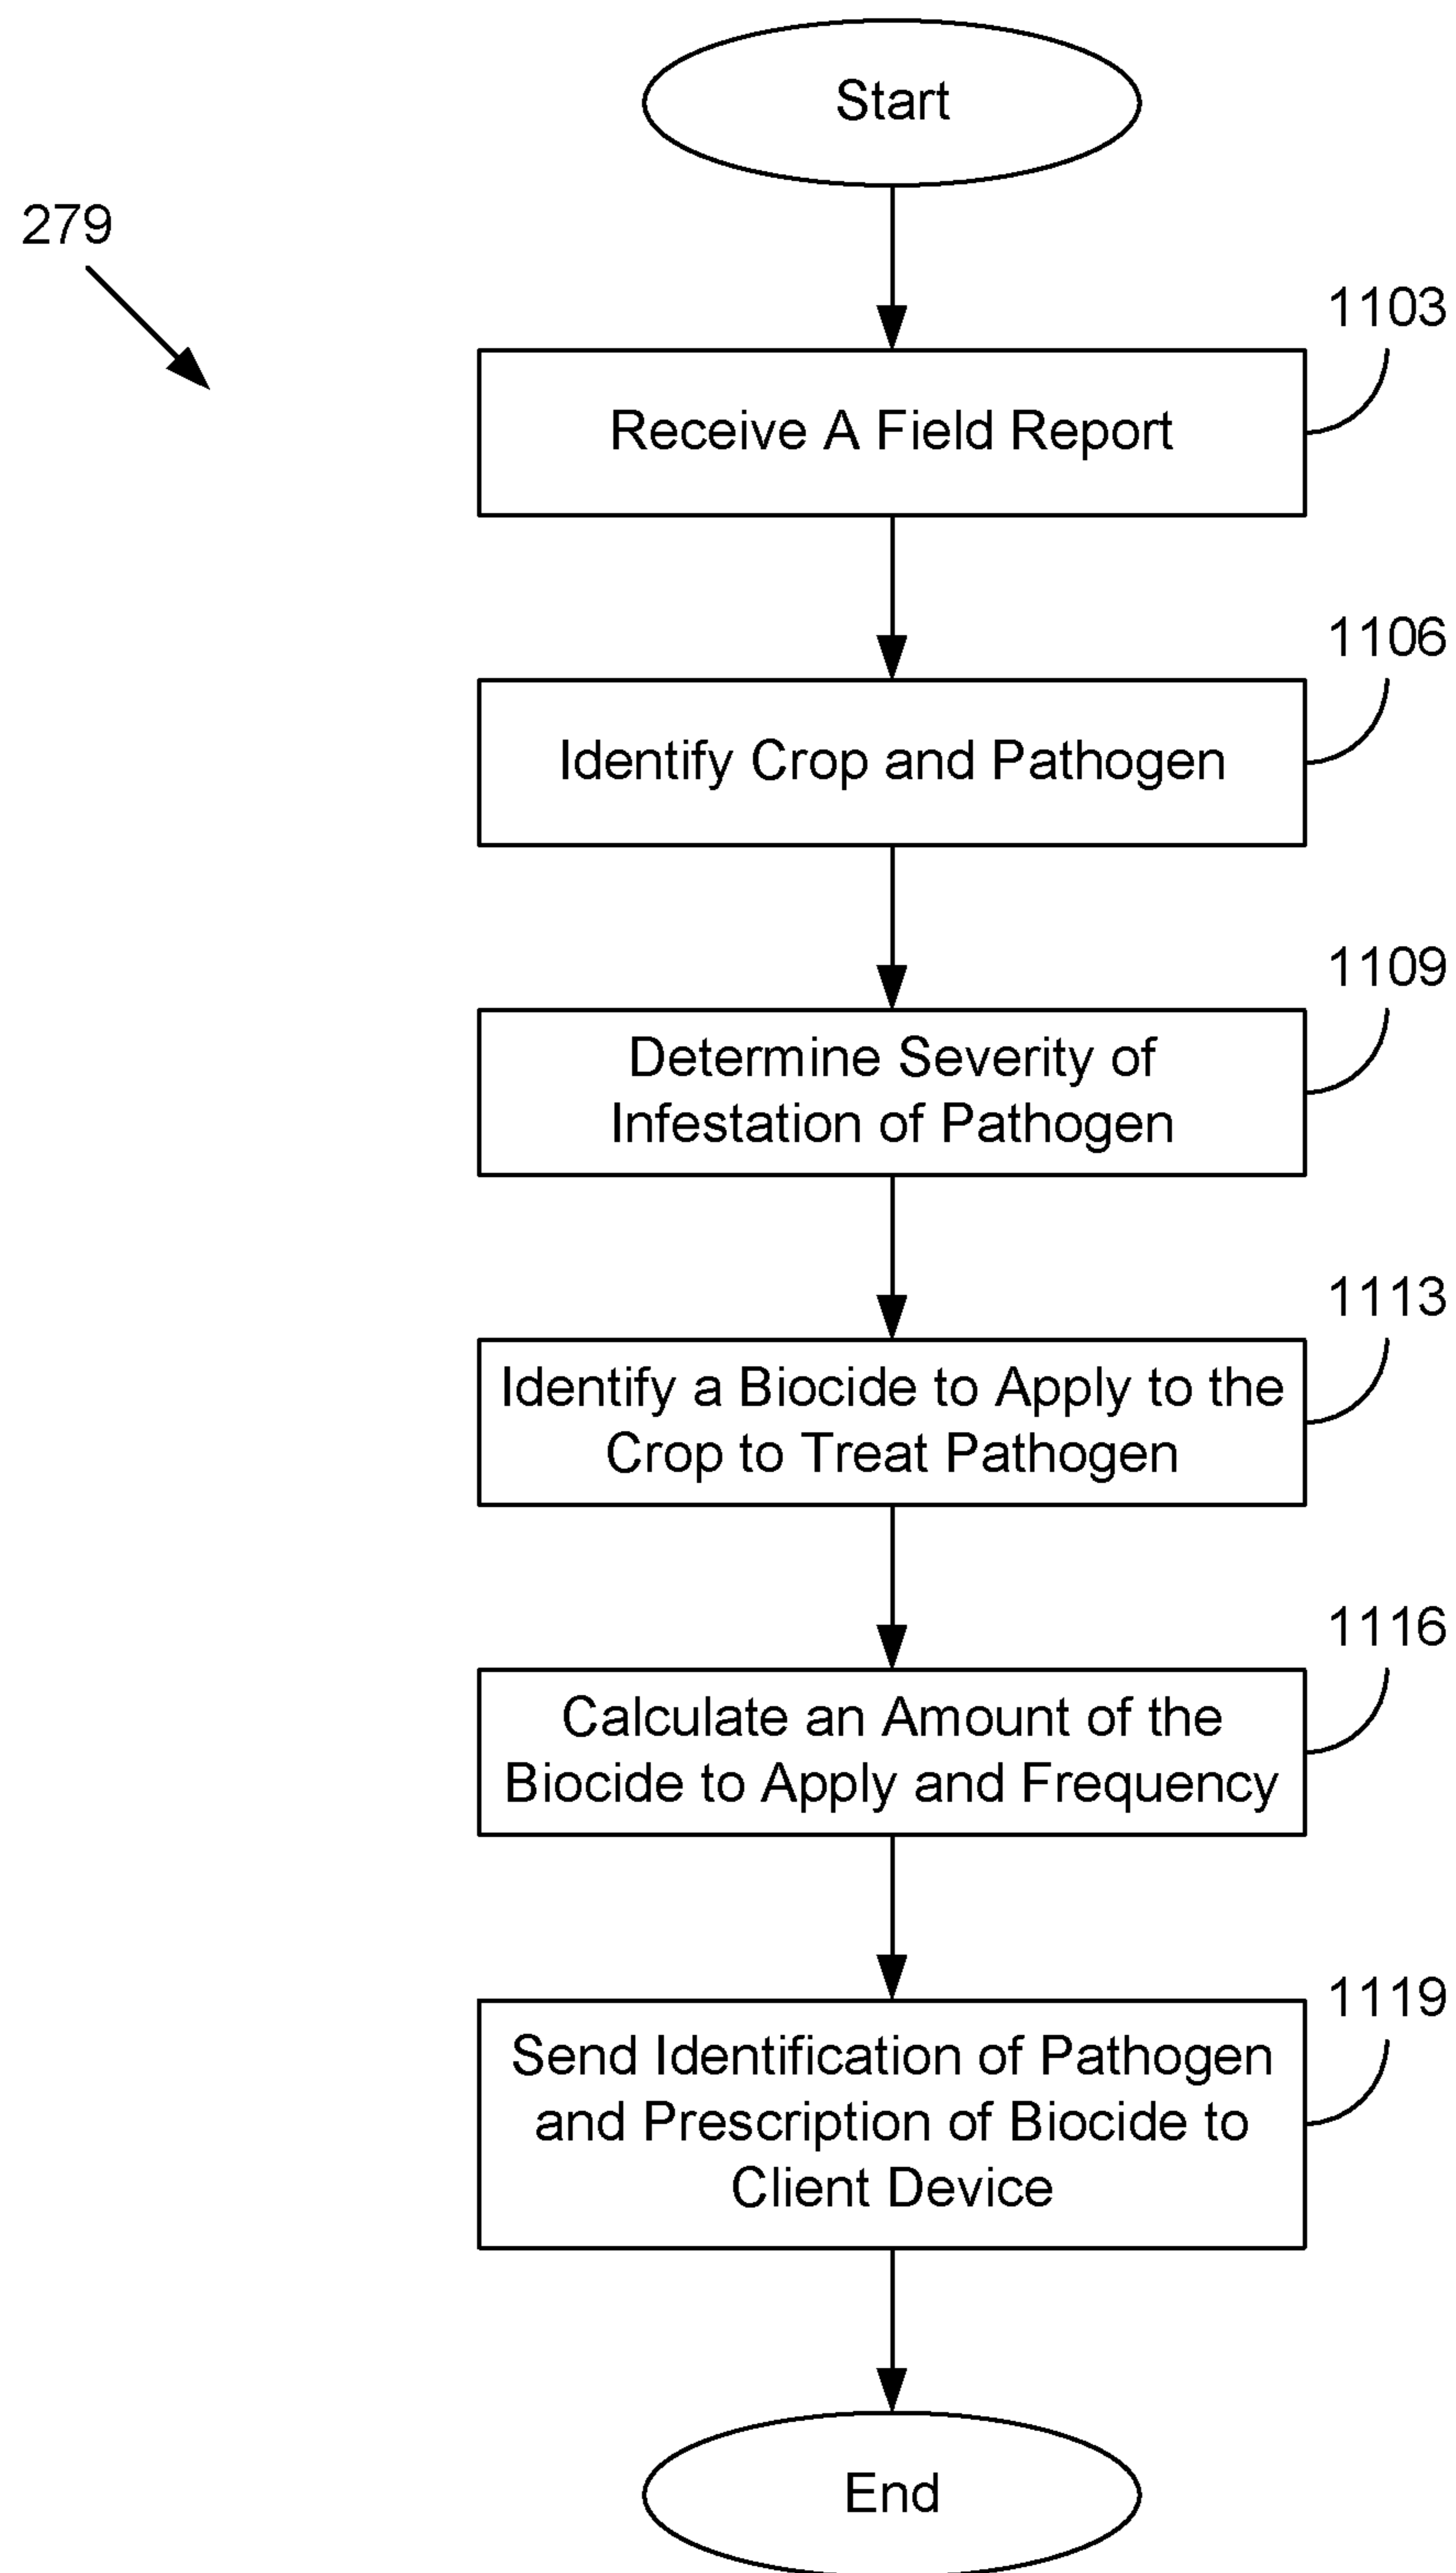 Start
279
1103
Receive A Field Report
1106
Identify Crop and Pathogen
1109
Determine Severity of
Infestation of Pathogen
1113
Identify a Biocide to Apply to the
Crop to Treat Pathogen
1116
Calculate an Amount of the
Biocide to Apply and Frequency
1119
Send Identification of Pathogen
and Prescription of Biocide to
Client Device
End